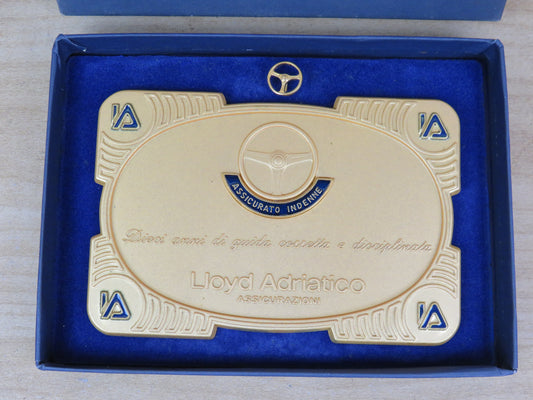 LA LA
ASSICURATO INDENNE
Dieci anni di guida corretta e disciplinata
Lloyd Adriatico
ASSICURAZIONI
LA LA